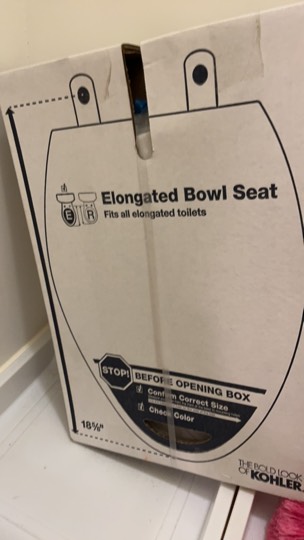 E R
Elongated Bowl Seat
Fits all elongated toilets
STOP!
BEFORE OPENING BOX
Confirm Correct Size
Check Color
18⅝"
THE BOLD LOOK
OF KOHLER.